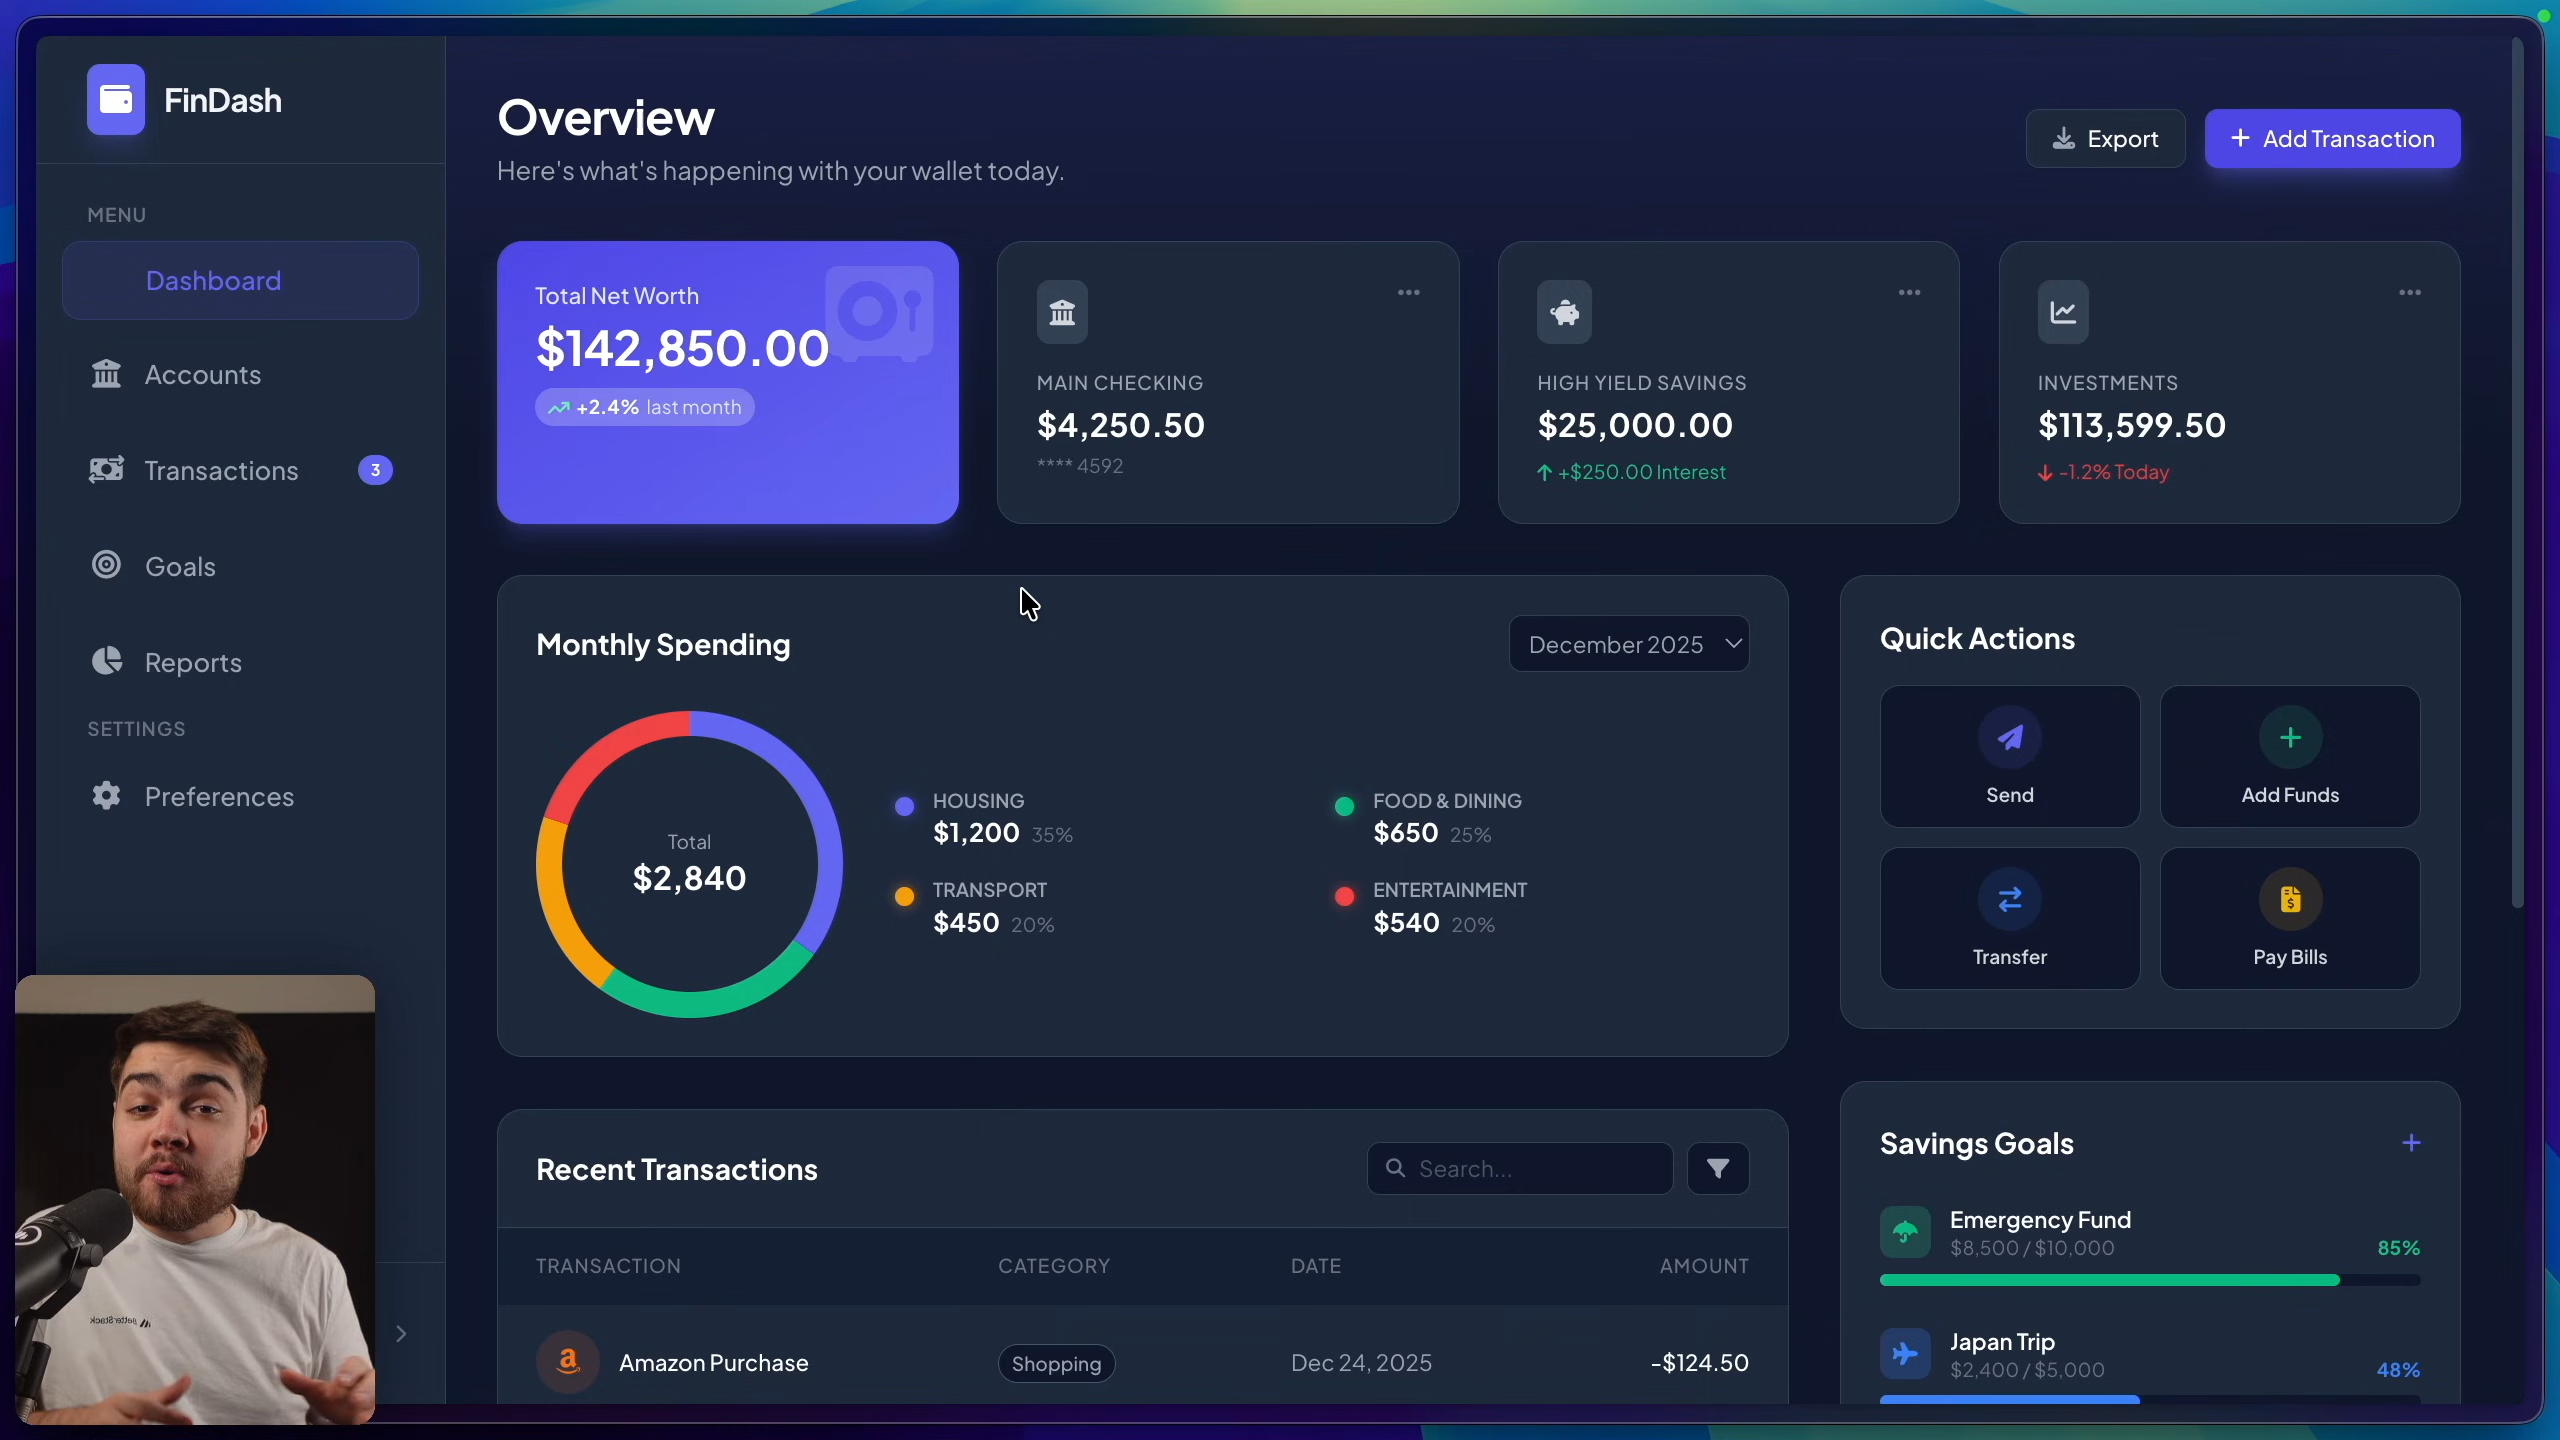 FinDash
MENU
Dashboard
Accounts
Transactions 3
Goals
Reports
SETTINGS
Preferences
Overview
Here's what's happening with your wallet today.
Export
+ Add Transaction
Total Net Worth
$142,850.00
+2.4% last month
MAIN CHECKING
$4,250.50
**** 4592
HIGH YIELD SAVINGS
$25,000.00
+$250.00 Interest
INVESTMENTS
$113,599.50
-1.2% Today
Monthly Spending
December 2025
Total
$2,840
HOUSING
$1,200 35%
FOOD & DINING
$650 25%
TRANSPORT
$450 20%
ENTERTAINMENT
$540 20%
Quick Actions
Send
Add Funds
Transfer
Pay Bills
Recent Transactions
Search...
TRANSACTION CATEGORY DATE AMOUNT
Amazon Purchase Shopping Dec 24, 2025 -$124.50
Savings Goals
Emergency Fund
$8,500 / $10,000 85%
Japan Trip
$2,400 / $5,000 48%